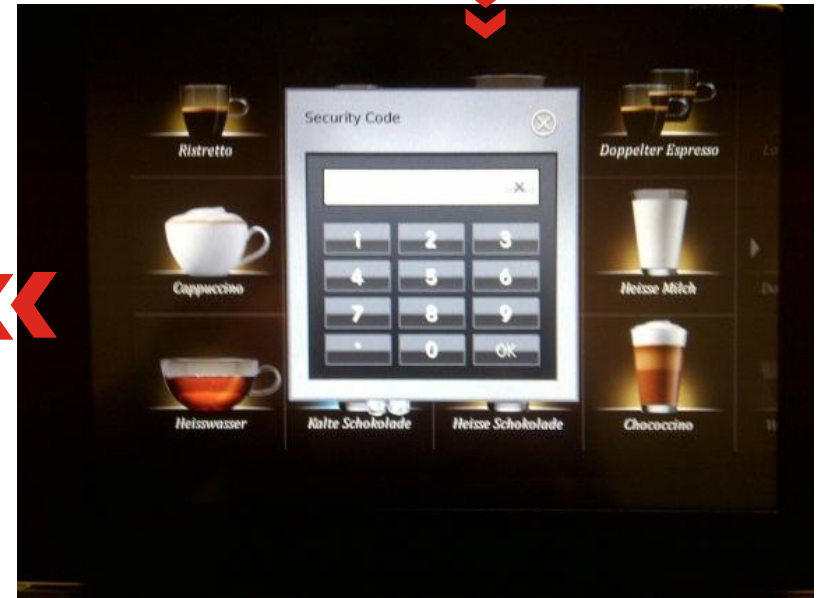 Security Code
Ristretto
Doppelter Espresso
×
1 2 3
Cappuccino
4 5 6
Heisse Milch
7 8 9
0 OK
Heisswasser
Kalte Schokolade
Heisse Schokolade
Chococcino